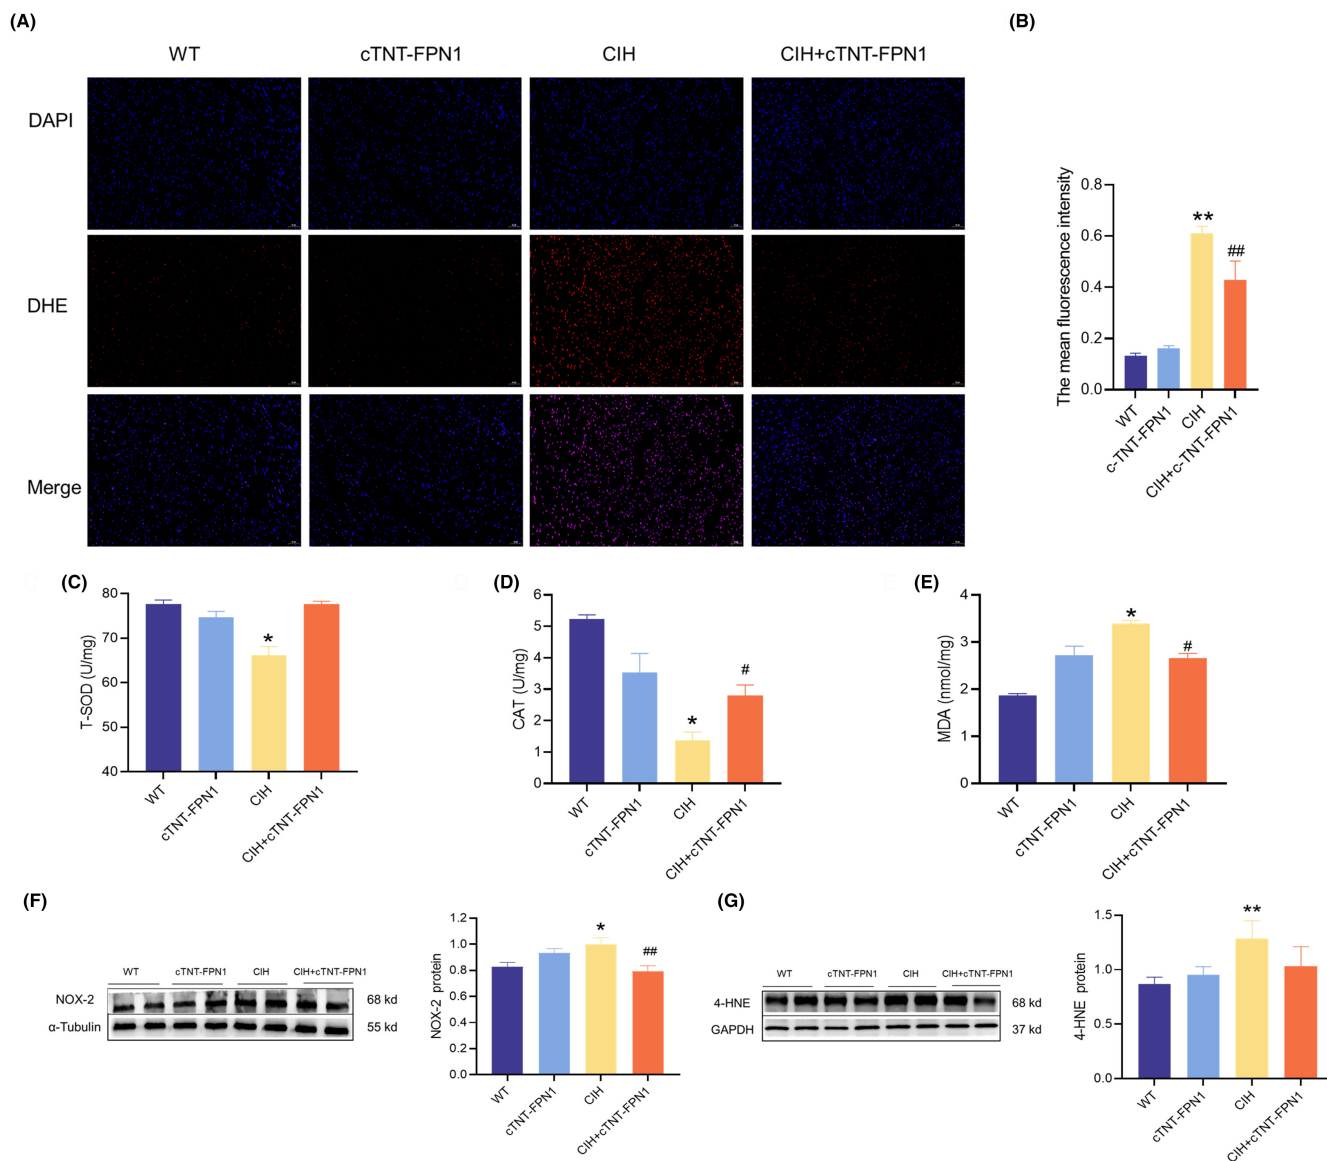 (A)
WT cTNT-FPN1 CIH CIH+cTNT-FPN1
DAPI
DHE
Merge
(B)
The mean fluorescence intensity
0.8
0.6
0.4
0.2
0.0
**
##
WT
c-TNT-FPN1
CIH
CIH+c-TNT-FPN1
(C)
T-SOD (U/mg)
80
70
60
50
40
*
WT
cTNT-FPN1
CIH
CIH+cTNT-FPN1
(D)
CAT (U/mg)
6
5
4
3
2
1
0
*
#
WT
cTNT-FPN1
CIH
CIH+cTNT-FPN1
(E)
MDA (nmol/mg)
4
3
2
1
0
*
#
WT
cTNT-FPN1
CIH
CIH+cTNT-FPN1
(F)
WT cTNT-FPN1 CIH CIH+cTNT-FPN1
NOX-2 68 kd
α-Tubulin 55 kd
NOX-2 protein
1.2
1.0
0.8
0.6
0.4
0.2
0.0
*
##
WT
cTNT-FPN1
CIH
CIH+cTNT-FPN1
(G)
WT cTNT-FPN1 CIH CIH+cTNT-FPN1
4-HNE 68 kd
GAPDH 37 kd
4-HNE protein
1.5
1.0
0.5
0.0
**
WT
cTNT-FPN1
CIH
CIH+cTNT-FPN1